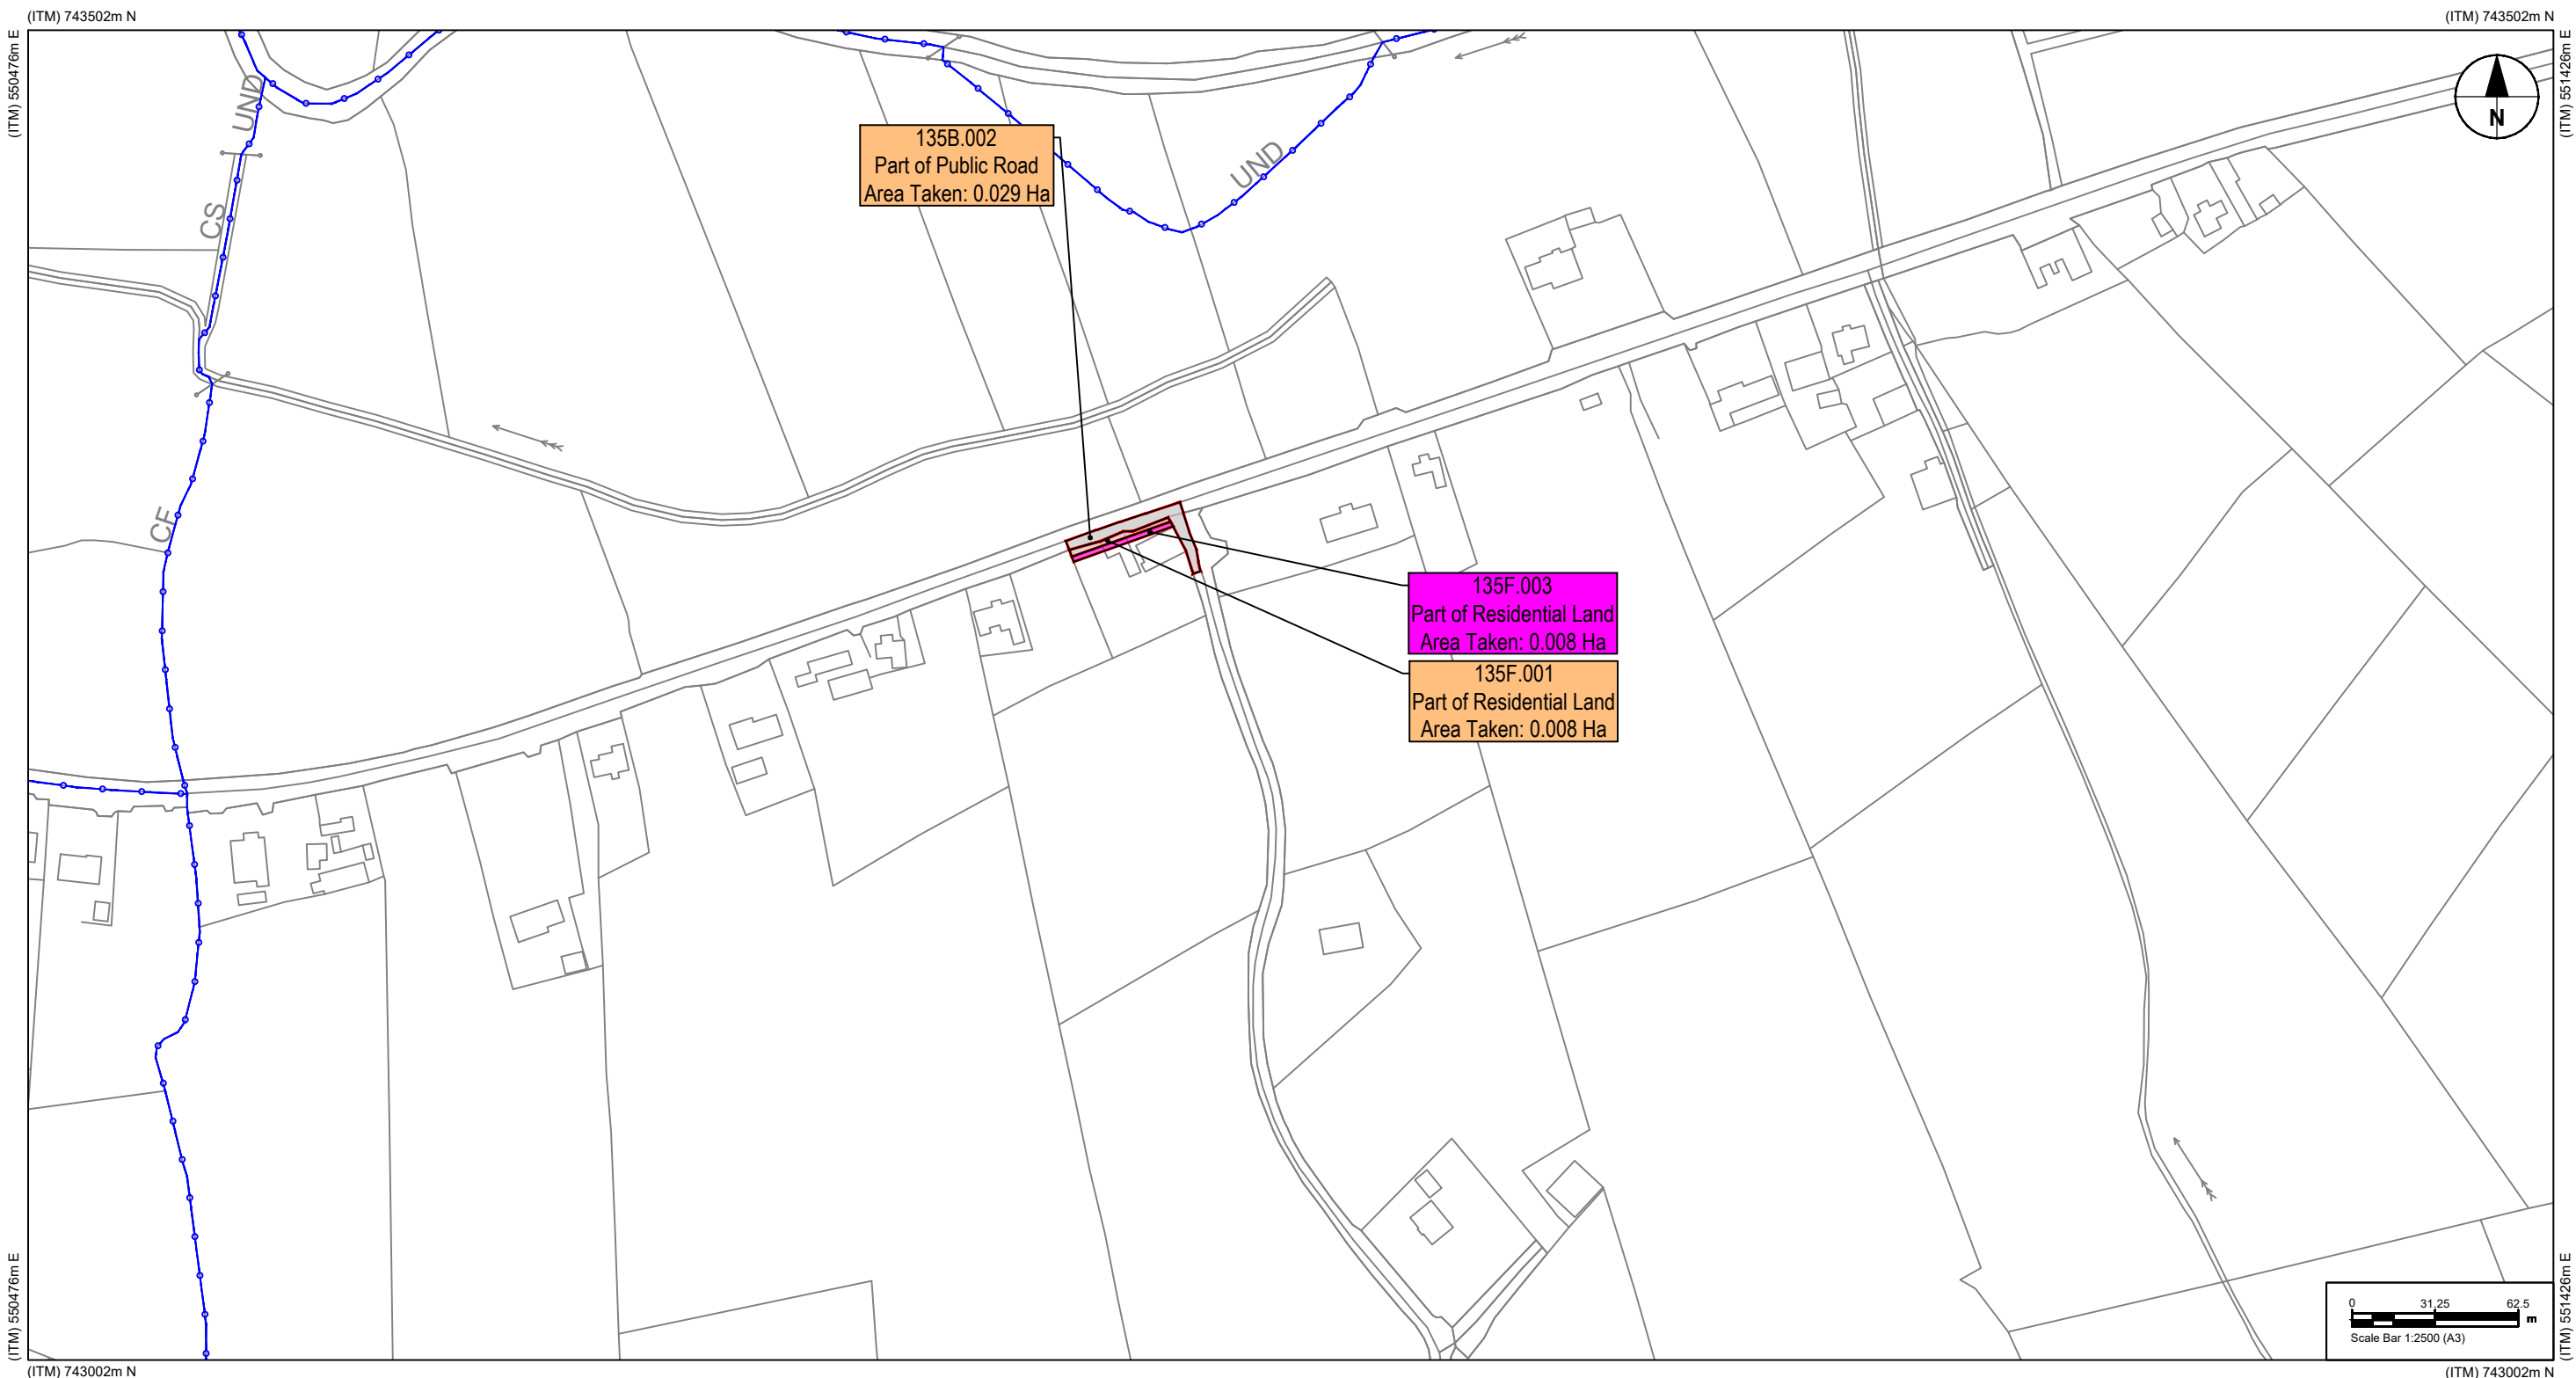 (ITM) 743502m N
(ITM) 743502m N
(ITM) 550476m E
(ITM) 551426m E
N
UND
CS
135B.002
Part of Public Road
Area Taken: 0.029 Ha
UND
CF
135F.003
Part of Residential Land
Area Taken: 0.008 Ha
135F.001
Part of Residential Land
Area Taken: 0.008 Ha
(ITM) 550476m E
(ITM) 551426m E
0 31.25 62.5
m
Scale Bar 1:2500 (A3)
(ITM) 743002m N
(ITM) 743002m N